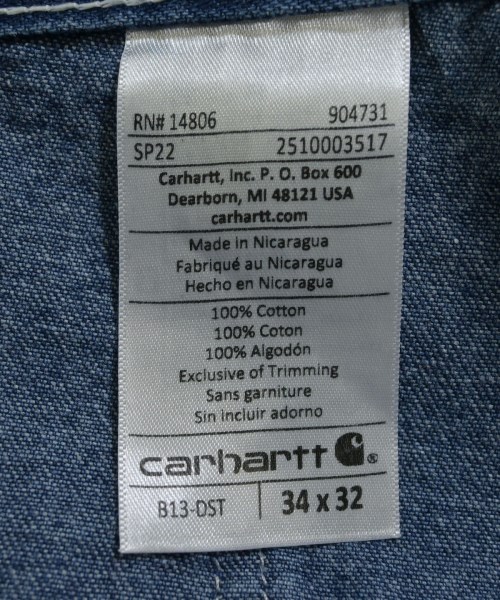 RN# 14806 904731
SP22 2510003517
Carhartt, Inc. P. O. Box 600
Dearborn, MI 48121 USA
carhartt.com
Made in Nicaragua
Fabriqué au Nicaragua
Hecho en Nicaragua
100% Cotton
100% Coton
100% Algodón
Exclusive of Trimming
Sans garniture
Sin incluir adorno
carhartt ®
B13-DST 34 x 32